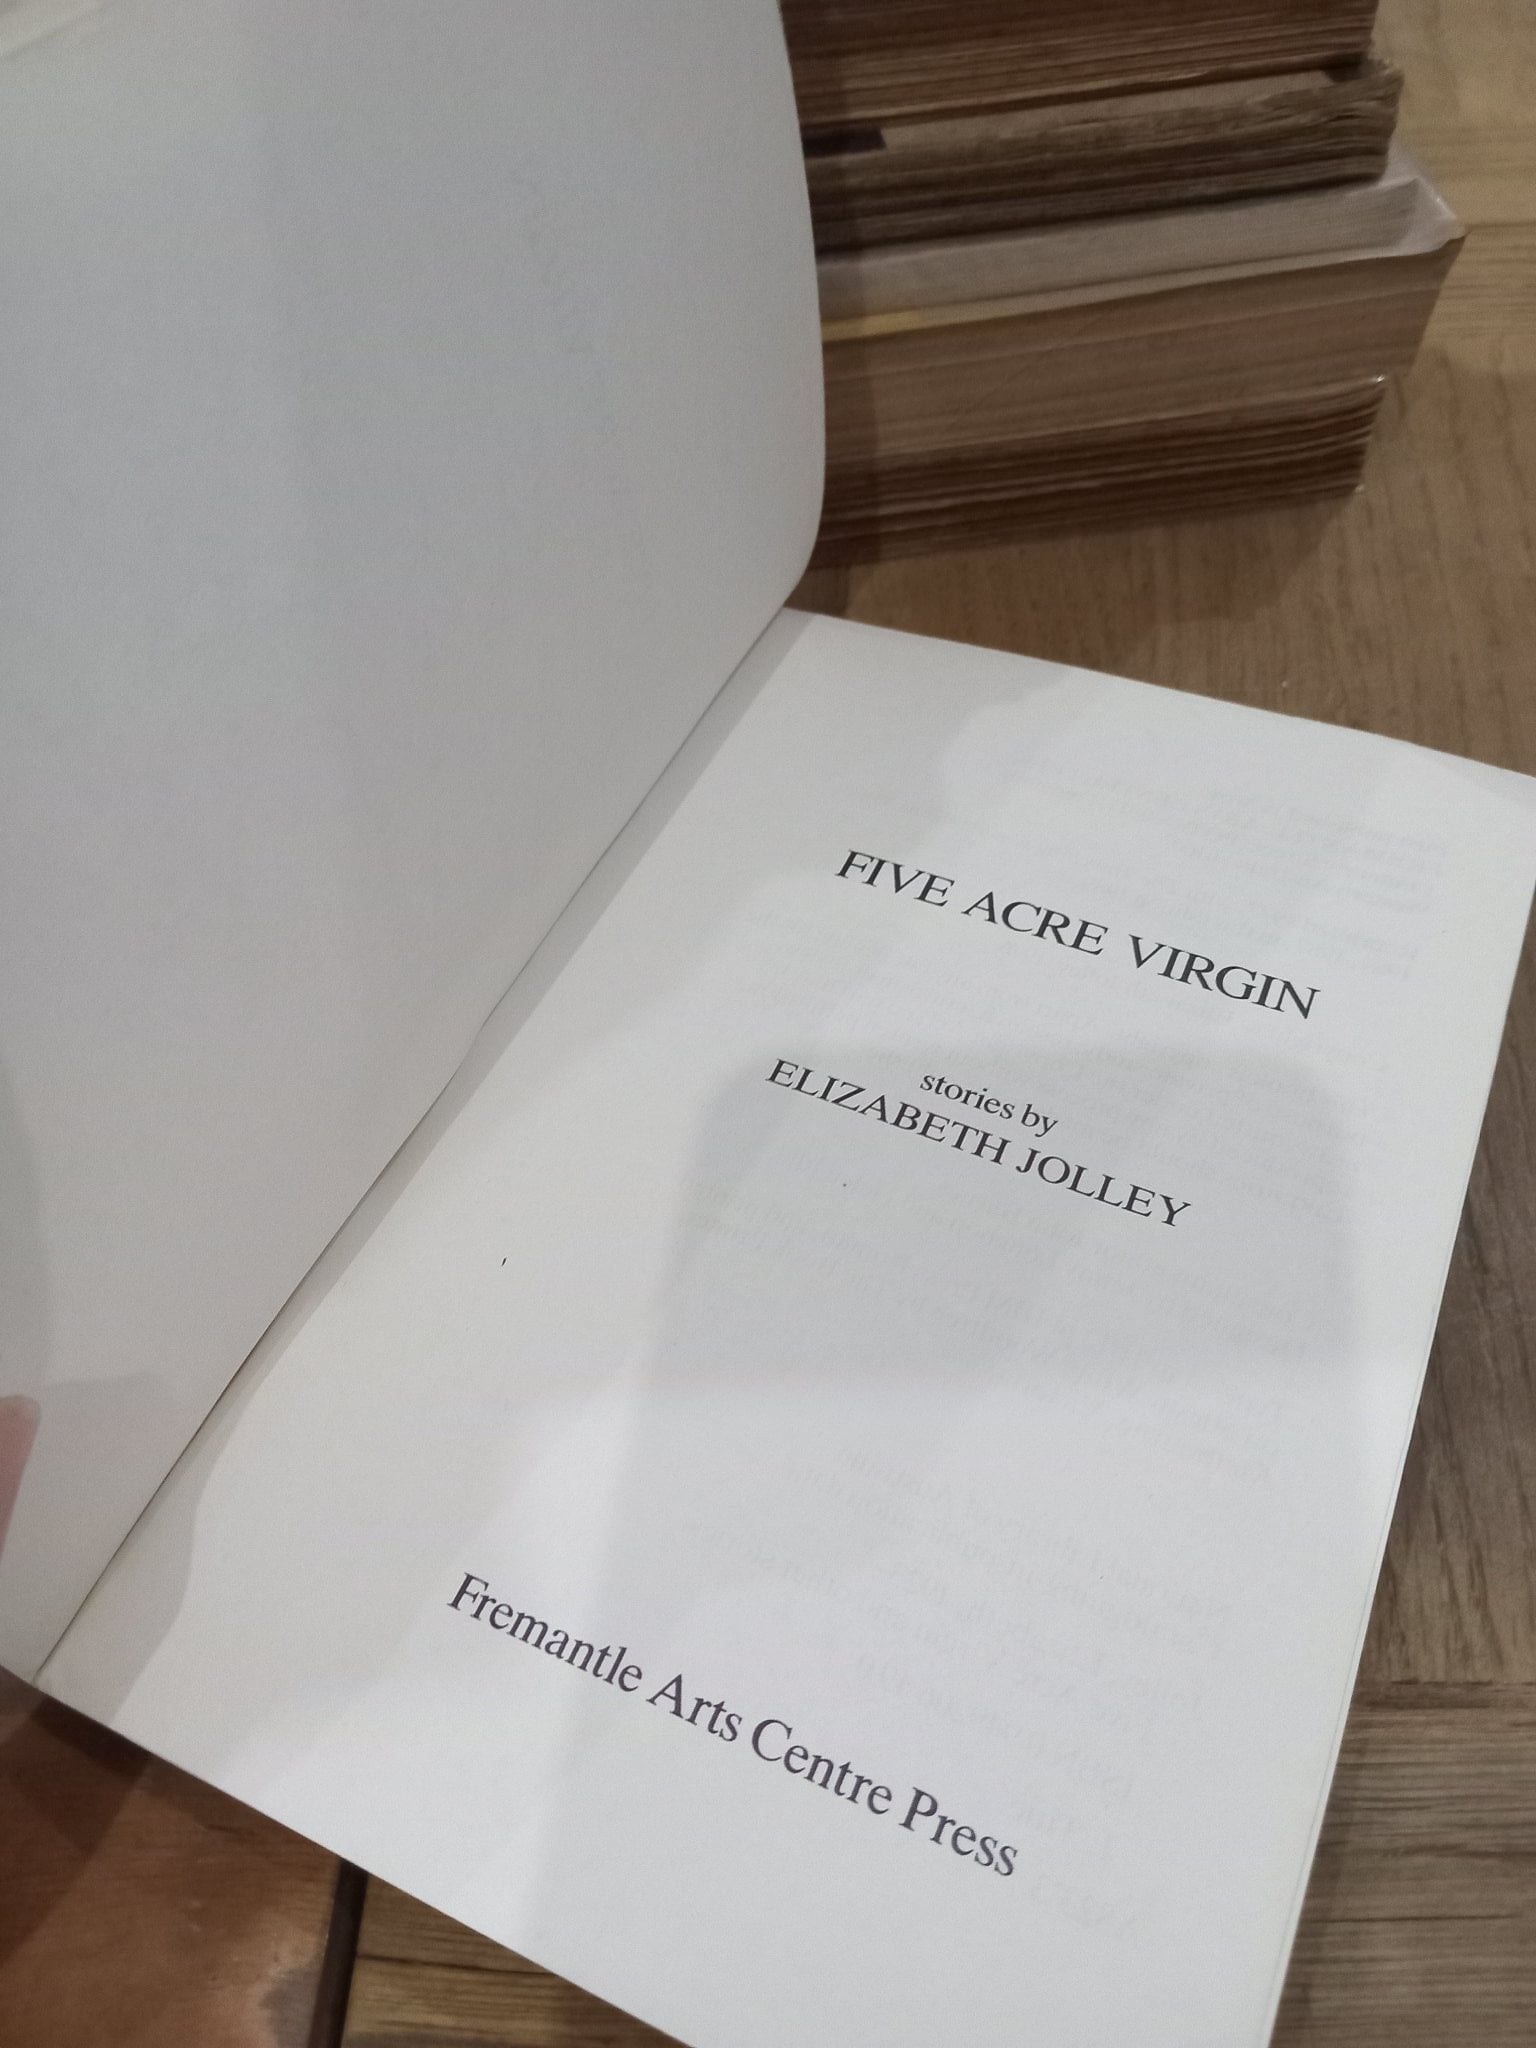 FIVE ACRE VIRGIN
stories by
ELIZABETH JOLLEY
Fremantle Arts Centre Press